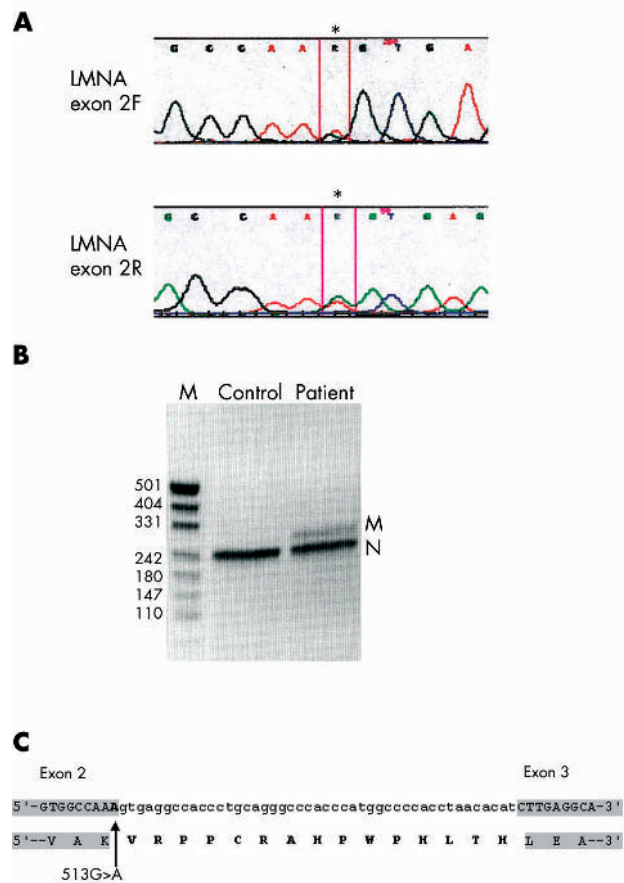 A
*
LMNA
exon 2F
G C C A A R G T G A
*
LMNA
exon 2R
G C C A A R G T G A G
B
M Control Patient
501
404
331
242
180
147
110
M
N
C
Exon 2 Exon 3
5'-GTGGCCAAAgtgaggccaccctgcagggcccacccatggccccacctaacacatCTTGAGGCA-3'
5'--V A K V R P P C R A H P W P H L T H L E A--3'
513G>A